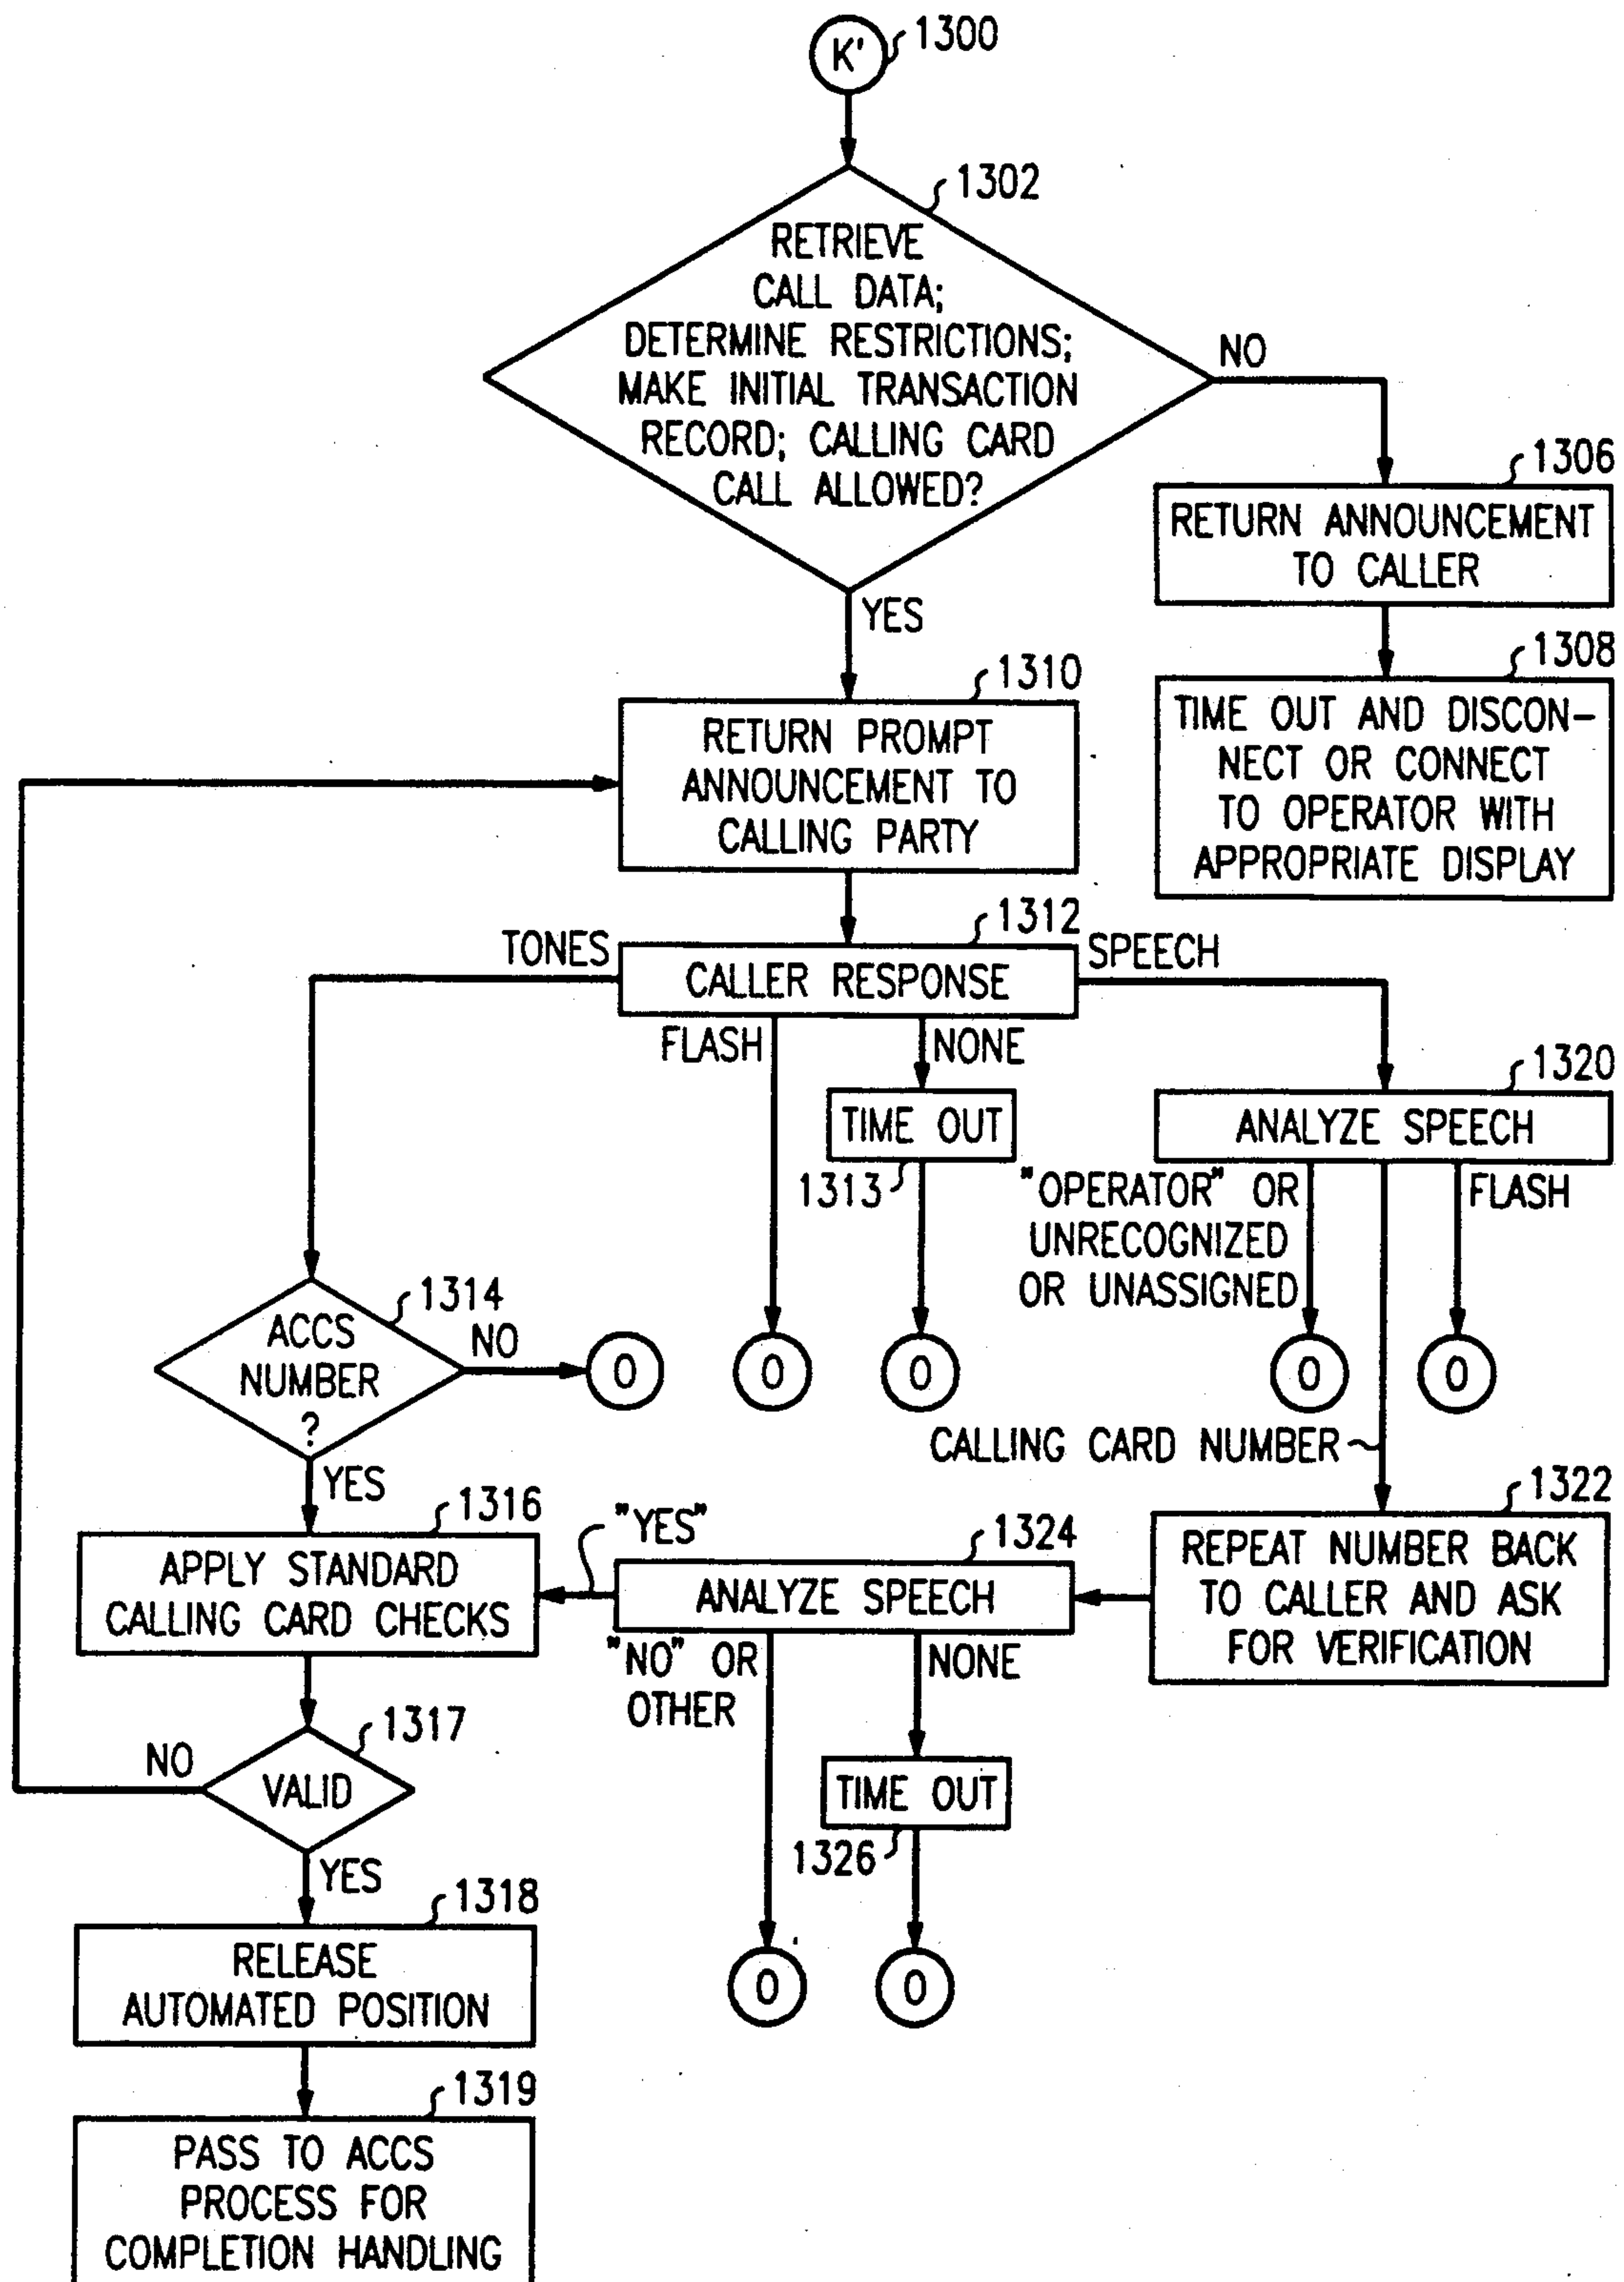 K'
1300
1302
RETRIEVE
CALL DATA;
DETERMINE RESTRICTIONS;
MAKE INITIAL TRANSACTION
RECORD; CALLING CARD
CALL ALLOWED?
NO
1306
RETURN ANNOUNCEMENT
TO CALLER
YES
1308
TIME OUT AND DISCON-
NECT OR CONNECT
TO OPERATOR WITH
APPROPRIATE DISPLAY
1310
RETURN PROMPT
ANNOUNCEMENT TO
CALLING PARTY
1312
TONES
CALLER RESPONSE
SPEECH
FLASH
NONE
TIME OUT
1313
1320
ANALYZE SPEECH
"OPERATOR" OR
UNRECOGNIZED
OR UNASSIGNED
FLASH
1314
ACCS
NUMBER
?
NO
O
O
O
O
O
CALLING CARD NUMBER
YES
1316
APPLY STANDARD
CALLING CARD CHECKS
"YES"
1324
ANALYZE SPEECH
1322
REPEAT NUMBER BACK
TO CALLER AND ASK
FOR VERIFICATION
"NO" OR
OTHER
NONE
1317
VALID
NO
TIME OUT
1326
YES
O
O
1318
RELEASE
AUTOMATED POSITION
1319
PASS TO ACCS
PROCESS FOR
COMPLETION HANDLING